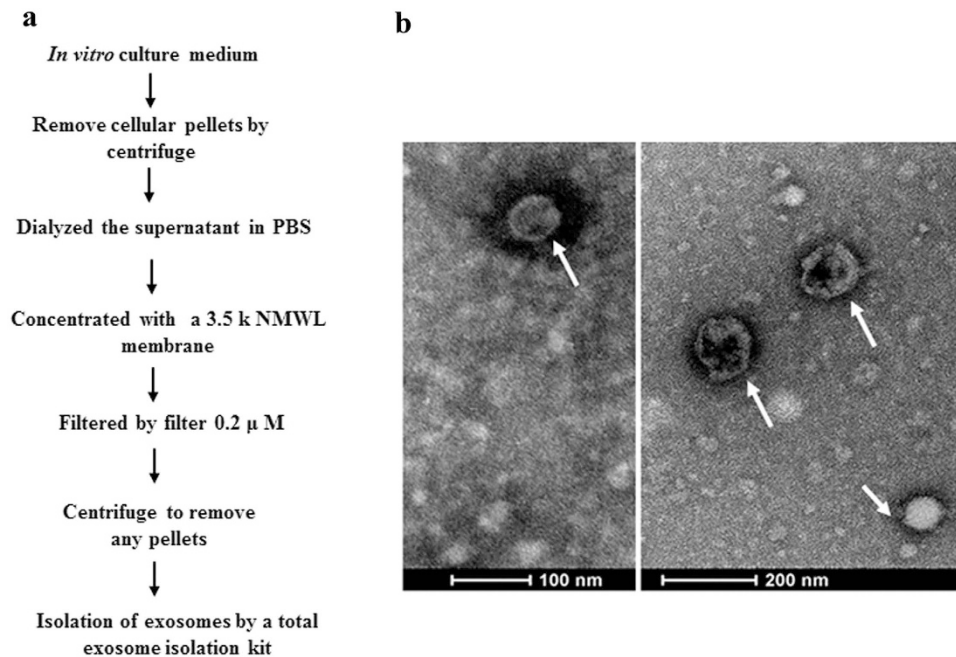 a
In vitro culture medium
Remove cellular pellets by
centrifuge
Dialyzed the supernatant in PBS
Concentrated with a 3.5 k NMWL
membrane
Filtered by filter 0.2 µ M
Centrifuge to remove
any pellets
Isolation of exosomes by a total
exosome isolation kit
b
100 nm
200 nm